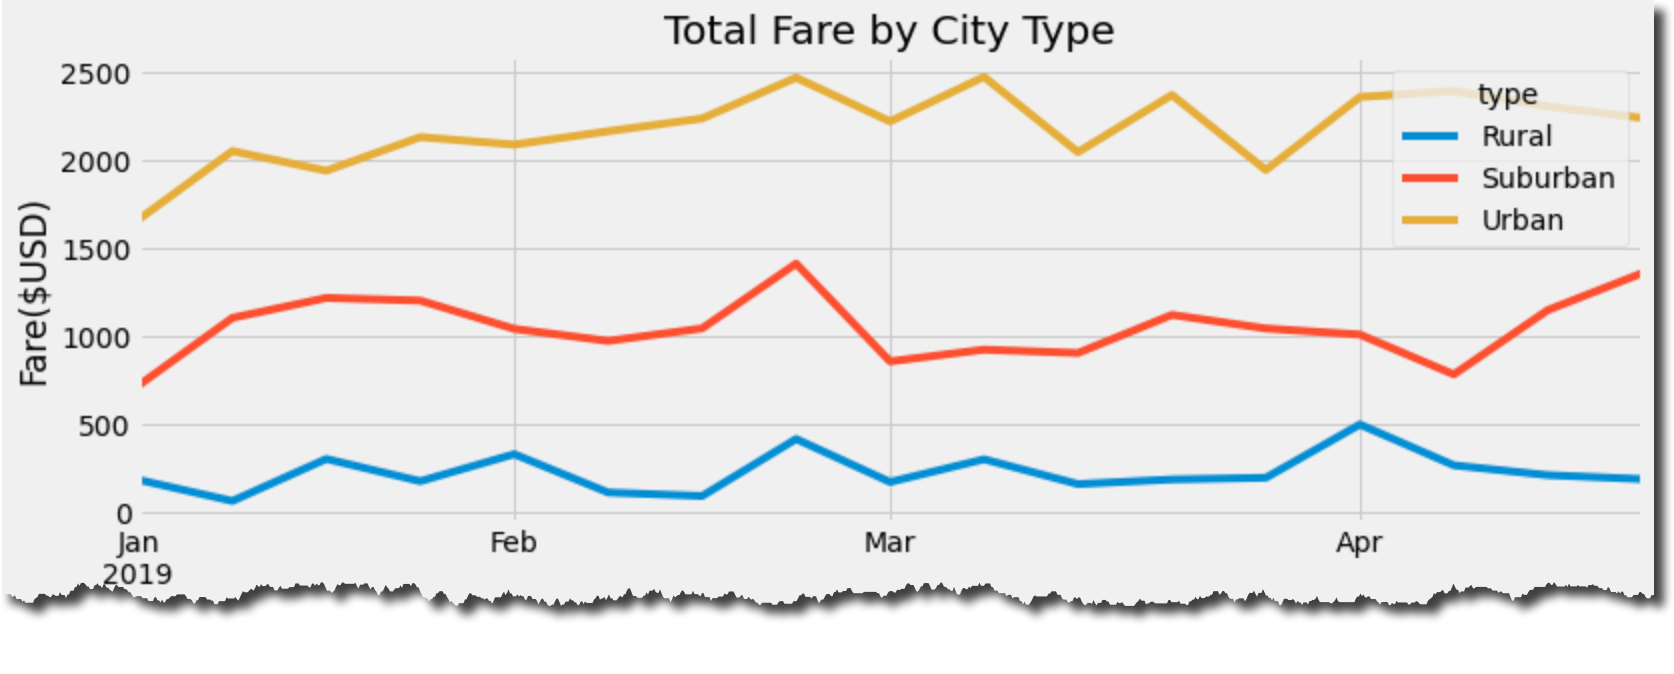 Total Fare by City Type
Fare($USD)
2500
2000
1500
1000
500
0
type
Rural
Suburban
Urban
Jan
2019
Feb
Mar
Apr